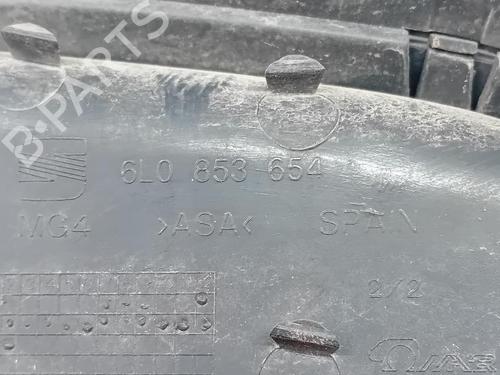 B-PARTS
6L0 853 654
MG4 >ASA< SPAIN
2/2